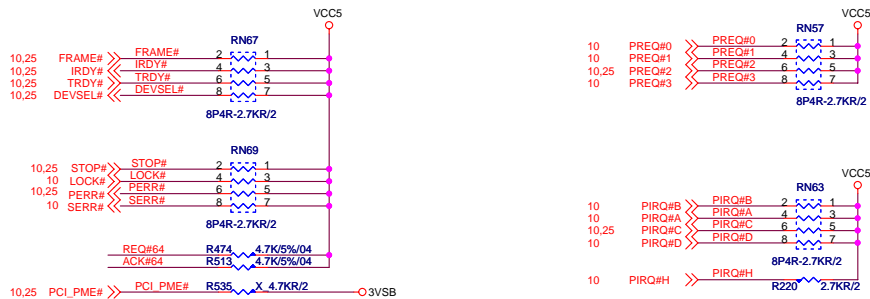 VCC5
RN67
10,25 FRAME# FRAME# 2 1
10,25 IRDY# IRDY# 4 3
10,25 TRDY# TRDY# 6 5
10,25 DEVSEL# DEVSEL# 8 7
8P4R-2.7KR/2
RN69
10,25 STOP# STOP# 2 1
10 LOCK# LOCK# 4 3
10,25 PERR# PERR# 6 5
10 SERR# SERR# 8 7
8P4R-2.7KR/2
REQ#64 R474 4.7K/5%/04
ACK#64 R513 4.7K/5%/04
10,25 PCI_PME# PCI_PME# R535 X_4.7KR/2 3VSB
VCC5
RN57
10 PREQ#0 PREQ#0 2 1
10 PREQ#1 PREQ#1 4 3
10,25 PREQ#2 PREQ#2 6 5
10 PREQ#3 PREQ#3 8 7
8P4R-2.7KR/2
VCC5
RN63
10 PIRQ#B PIRQ#B 2 1
10 PIRQ#A PIRQ#A 4 3
10,25 PIRQ#C PIRQ#C 6 5
10 PIRQ#D PIRQ#D 8 7
8P4R-2.7KR/2
10 PIRQ#H PIRQ#H R220 2.7KR/2